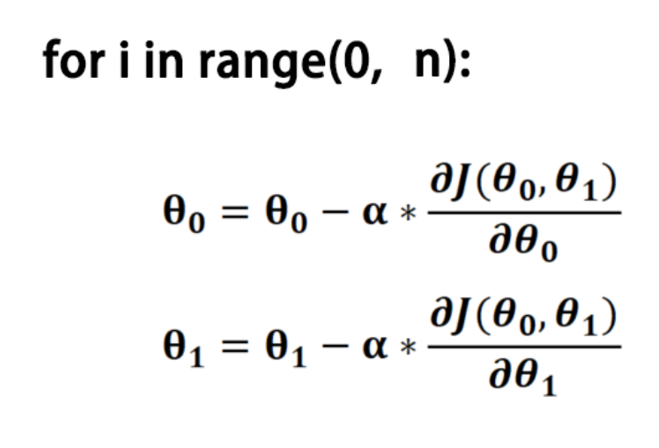 for i in range(0, n):
θ₀ = θ₀ − α * ∂J(θ₀, θ₁) / ∂θ₀
θ₁ = θ₁ − α * ∂J(θ₀, θ₁) / ∂θ₁